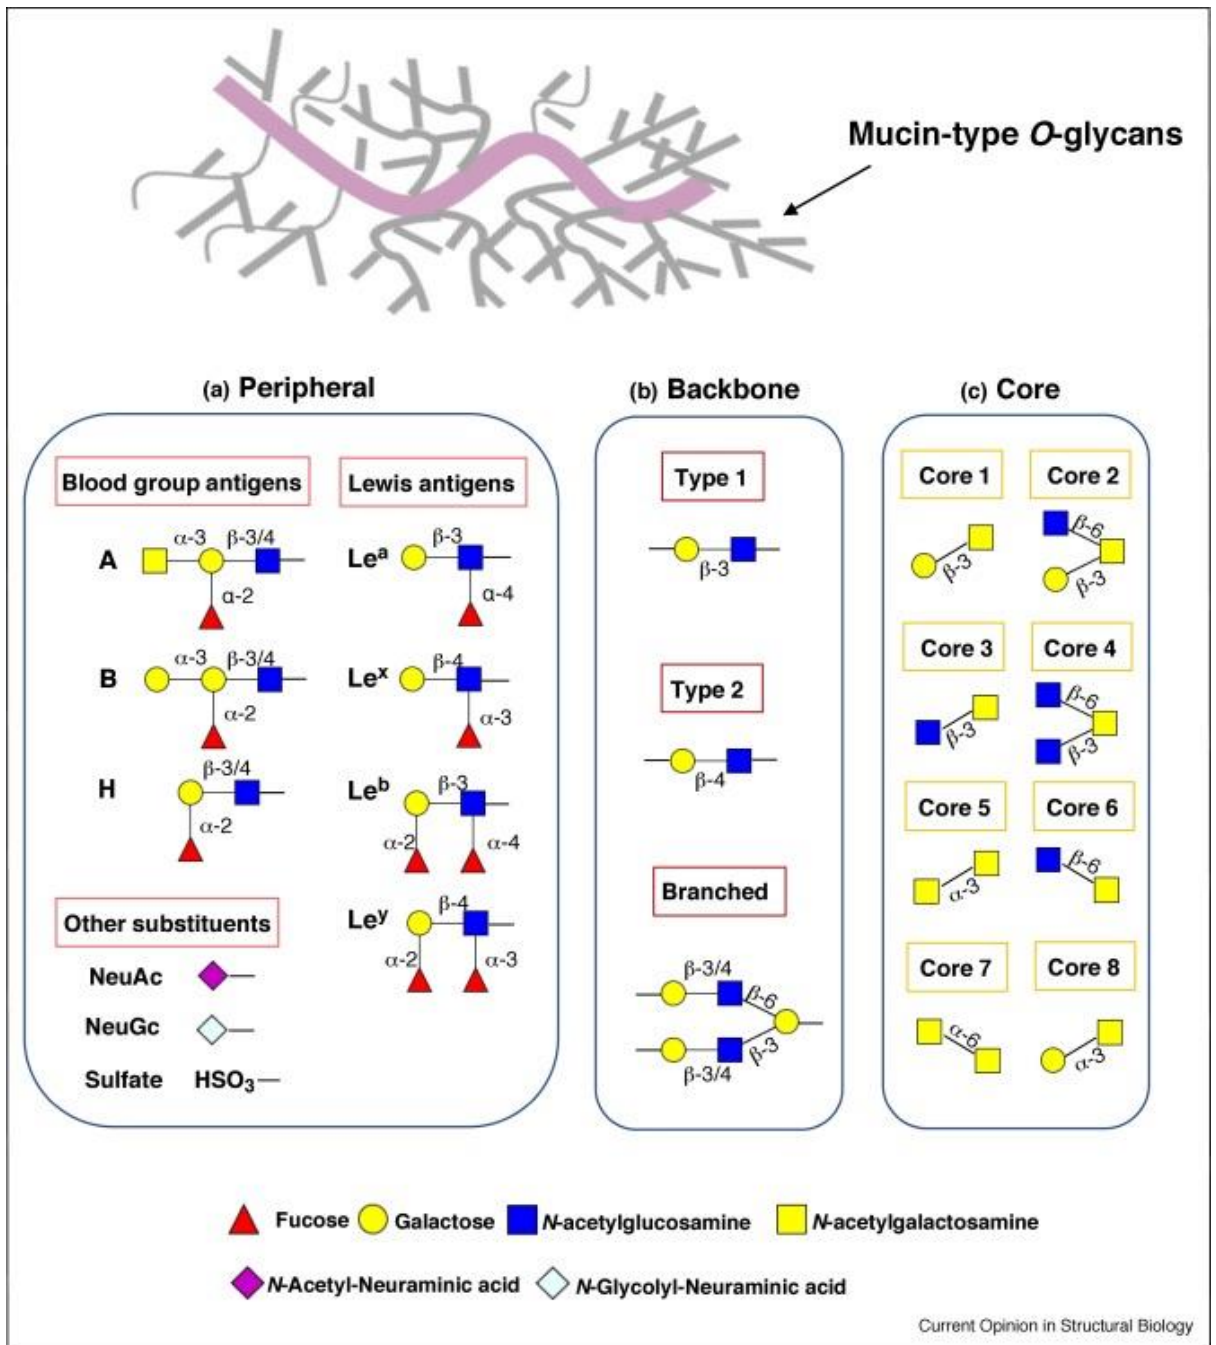 Mucin-type O-glycans
(a) Peripheral
Blood group antigens
A
α-3
β-3/4
α-2
B
α-3
β-3/4
α-2
H
β-3/4
α-2
Other substituents
NeuAc
NeuGc
Sulfate HSO₃
Lewis antigens
Leᵃ
β-3
α-4
Leˣ
β-4
α-3
Leᵇ
β-3
α-2
α-4
Leʸ
β-4
α-2
α-3
(b) Backbone
Type 1
β-3
Type 2
β-4
Branched
β-3/4
β-6
β-3
β-3/4
(c) Core
Core 1
β-3
Core 2
β-6
β-3
Core 3
β-3
Core 4
β-6
β-3
Core 5
α-3
Core 6
β-6
Core 7
α-6
Core 8
α-3
Fucose Galactose N-acetylglucosamine N-acetylgalactosamine
N-Acetyl-Neuraminic acid N-Glycolyl-Neuraminic acid
Current Opinion in Structural Biology